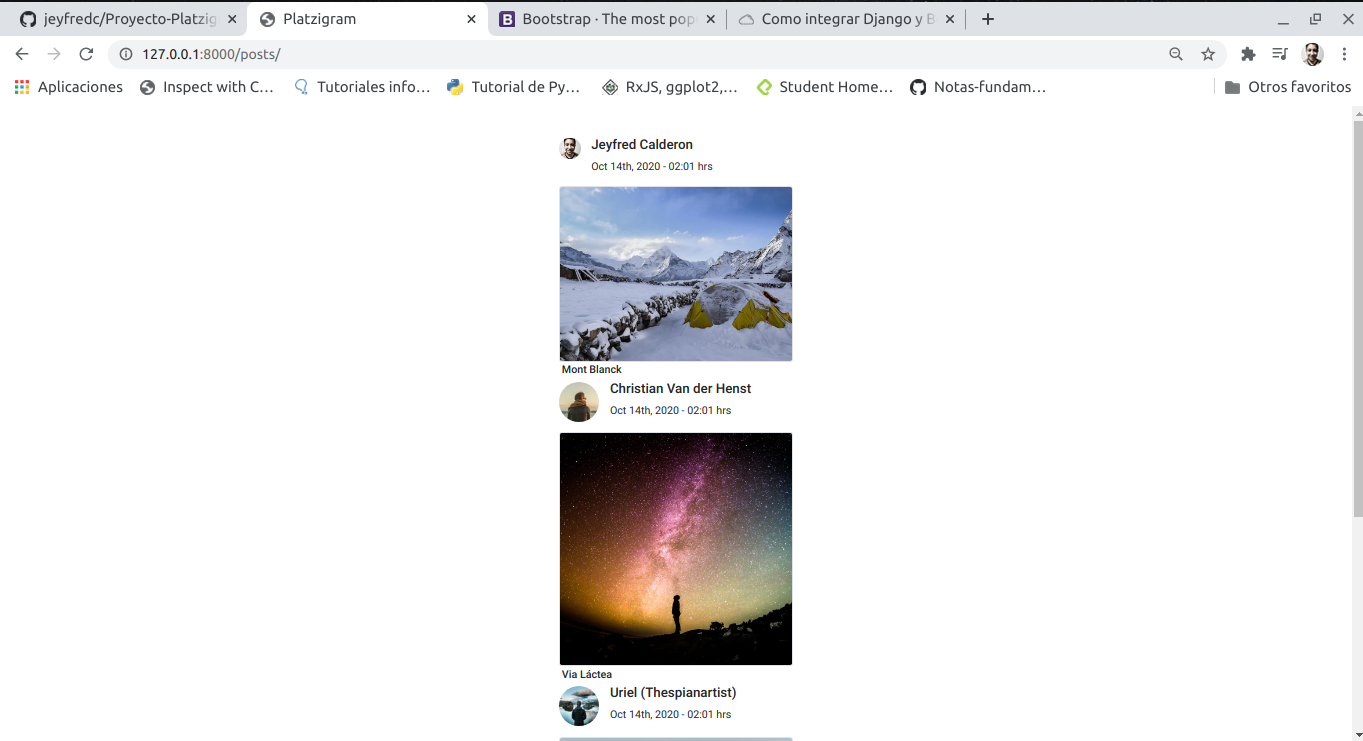 jeyfredc/Proyecto-Platzig
Platzigram
Bootstrap · The most pop
Como integrar Django y B
127.0.0.1:8000/posts/
Aplicaciones
Inspect with C...
Tutoriales info...
Tutorial de Py...
RxJS, ggplot2,...
Student Home...
Notas-fundam...
Otros favoritos
Jeyfred Calderon
Oct 14th, 2020 - 02:01 hrs
Mont Blanck
Christian Van der Henst
Oct 14th, 2020 - 02:01 hrs
Via Láctea
Uriel (Thespianartist)
Oct 14th, 2020 - 02:01 hrs